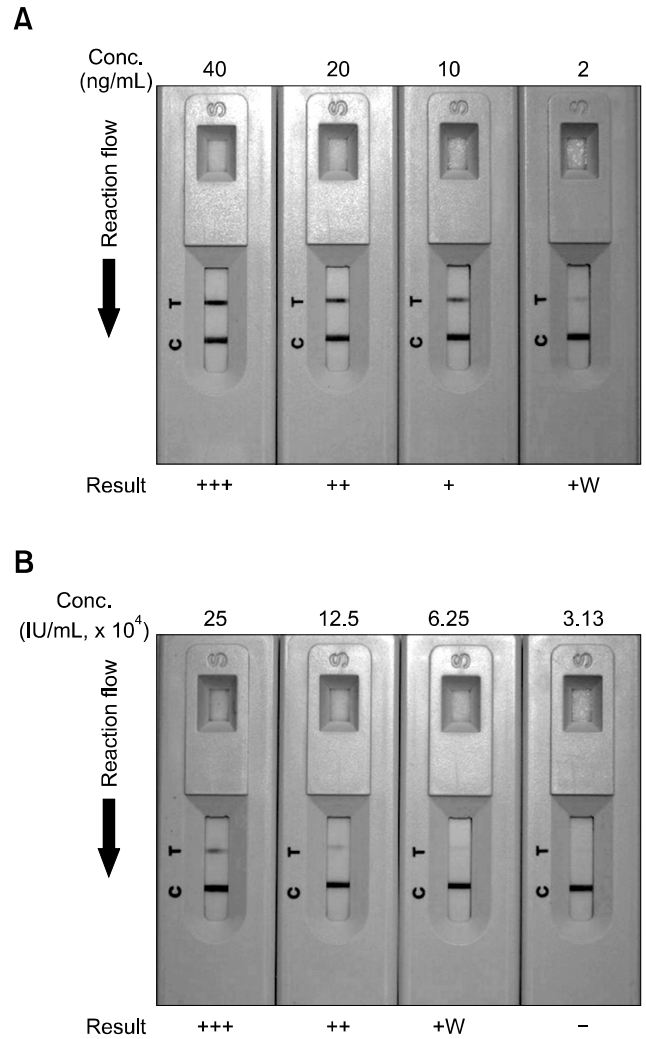 A
Conc.
(ng/mL)
40 20 10 2
Reaction flow
S S S S
T T T T
C C C C
Result +++ ++ + +W
B
Conc.
(IU/mL, x 10⁴)
25 12.5 6.25 3.13
Reaction flow
S S S S
T T T T
C C C C
Result +++ ++ +W −